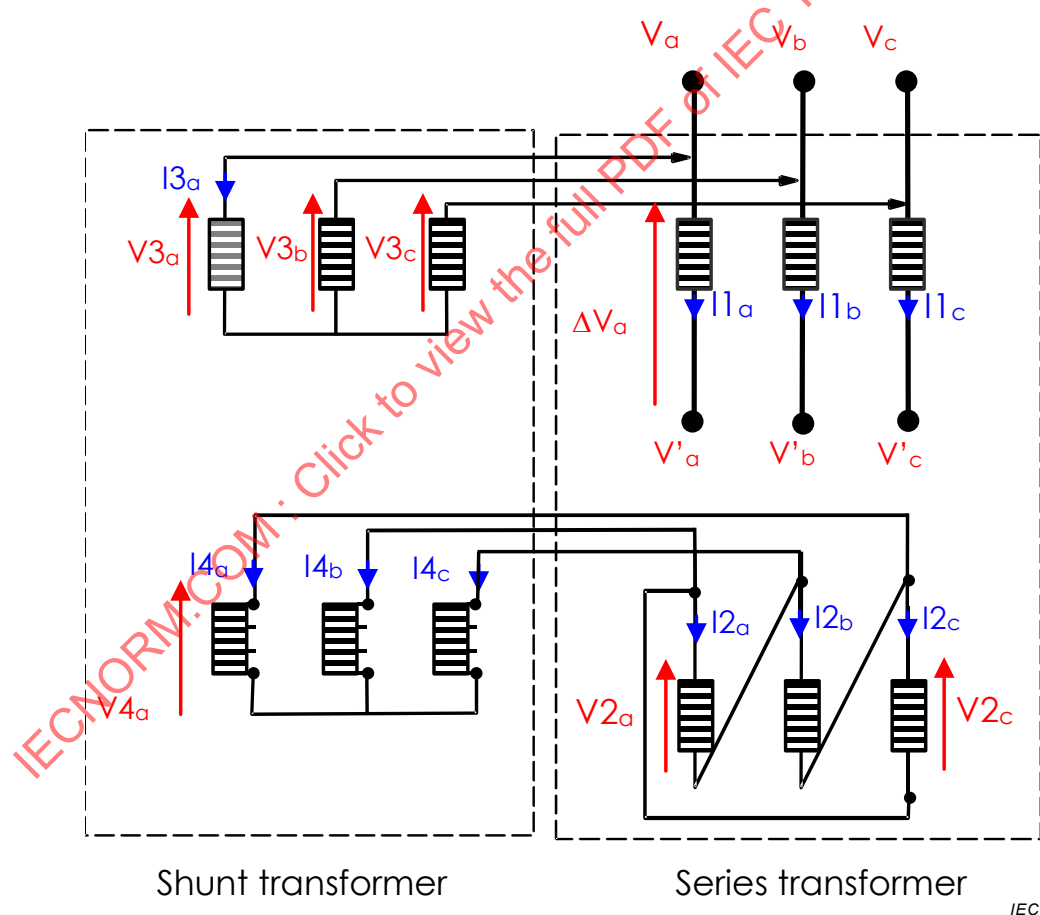 Va Vb Vc
I3a
V3a V3b V3c
I1a I1b I1c
ΔVa
V'a V'b V'c
I4a I4b I4c
I2a I2b I2c
V4a V2a V2c
Shunt transformer Series transformer
IEC
IECNORM.COM : Click to view the full PDF of IEC